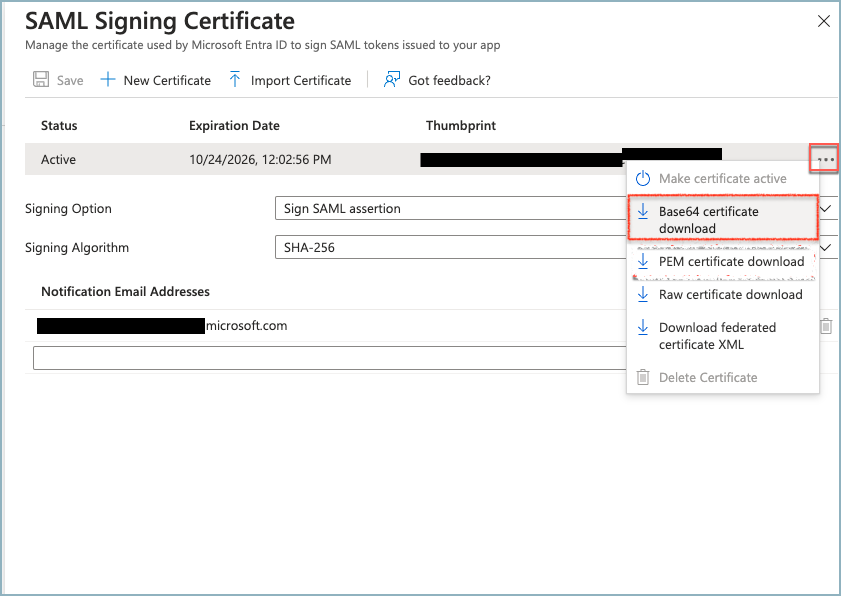 SAML Signing Certificate
Manage the certificate used by Microsoft Entra ID to sign SAML tokens issued to your app
Save New Certificate Import Certificate Got feedback?
Status Expiration Date Thumbprint
Active 10/24/2026, 12:02:56 PM
Make certificate active
Signing Option Sign SAML assertion
Base64 certificate
download
Signing Algorithm SHA-256
PEM certificate download
Notification Email Addresses
Raw certificate download
microsoft.com
Download federated
certificate XML
Delete Certificate